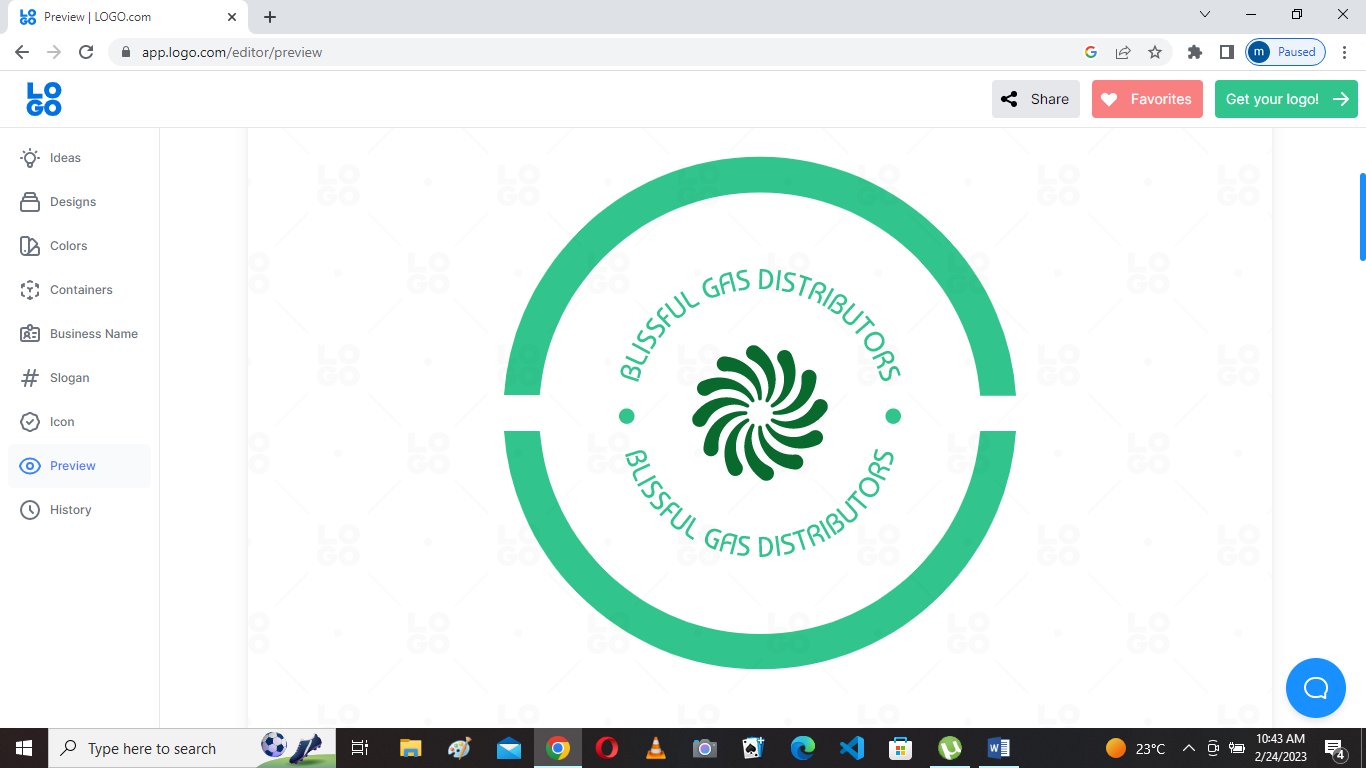 Preview | LOGO.com
app.logo.com/editor/preview
m
Paused
LO
GO
Share
Favorites
Get your logo!
Ideas
Designs
Colors
Containers
Business Name
Slogan
Icon
Preview
History
BLISSFUL GAS DISTRIBUTORS
BLISSFUL GAS DISTRIBUTORS
Type here to search
23°C
10:43 AM
2/24/2023
4